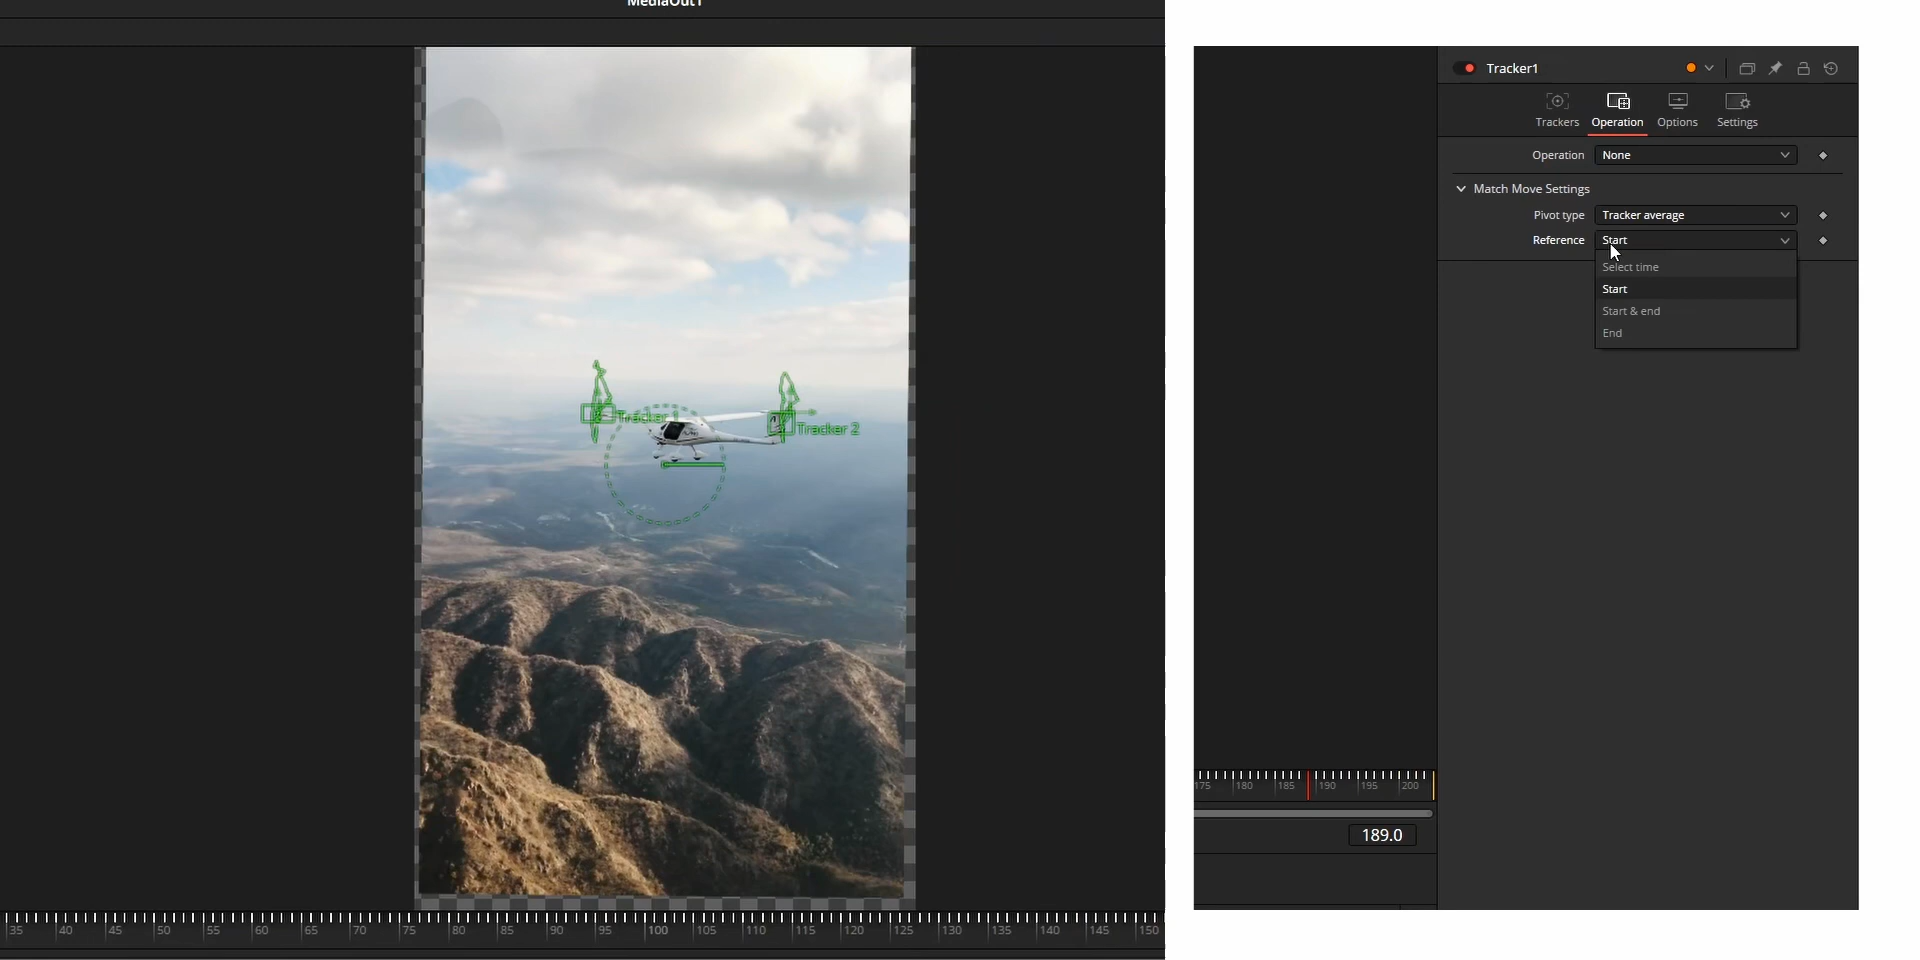 MediaOut1
Tracker 1
Tracker 2
35 40 45 50 55 60 65 70 75 80 85 90 95 100 105 110 115 120 125 130 135 140 145 150
Tracker1
Trackers Operation Options Settings
Operation None
Match Move Settings
Pivot type Tracker average
Reference Start
Select time
Start
Start & end
End
175 180 185 190 195 200
189.0